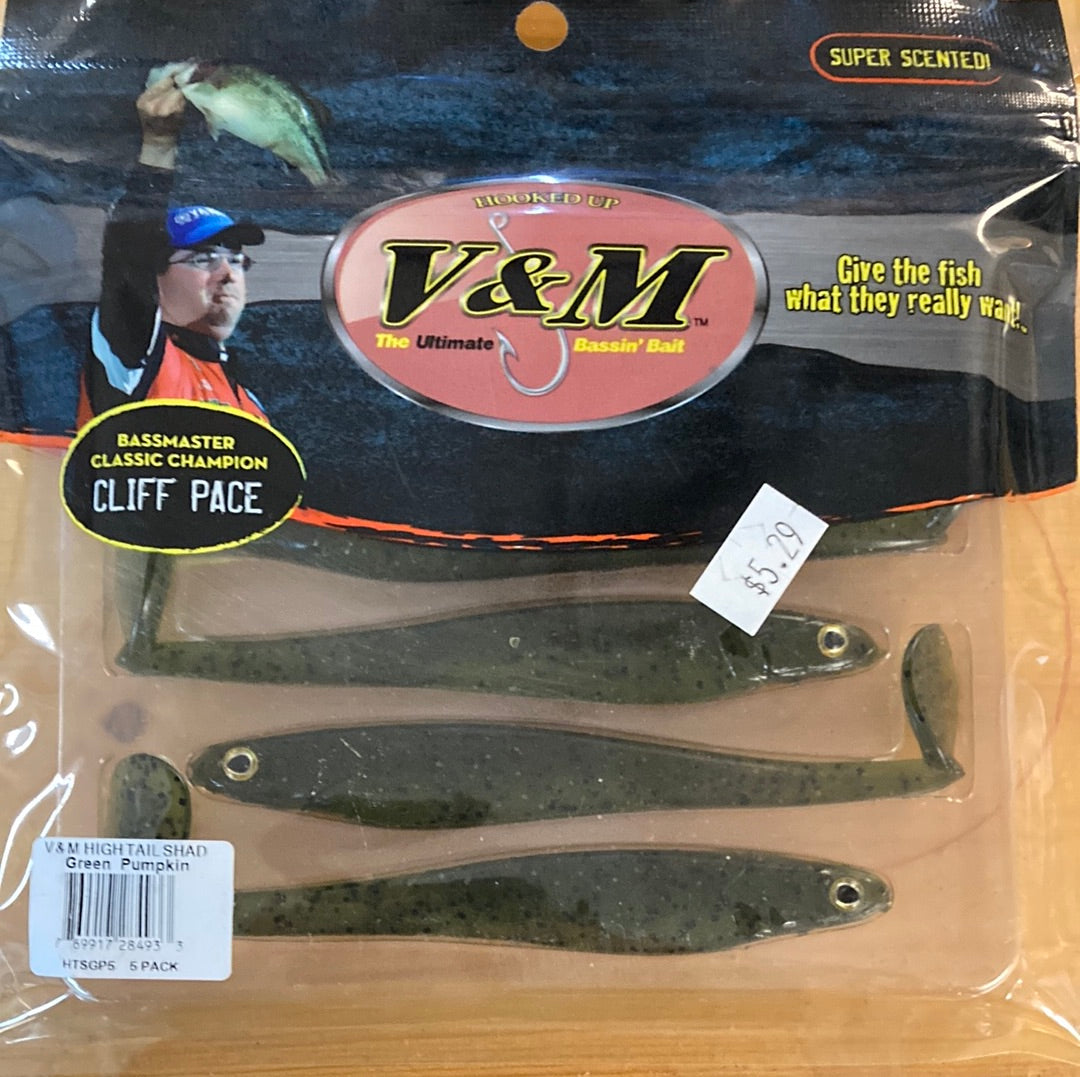 SUPER SCENTED!
HOOKED UP
V&M
TM
The Ultimate Bassin' Bait
Give the fish
what they really
BASSMASTER
CLASSIC CHAMPION
CLIFF PACE
$5.29
V&M HIGH TAIL SHAD
Green Pumpkin
69917 28493 3
HTSGP5 5 PACK